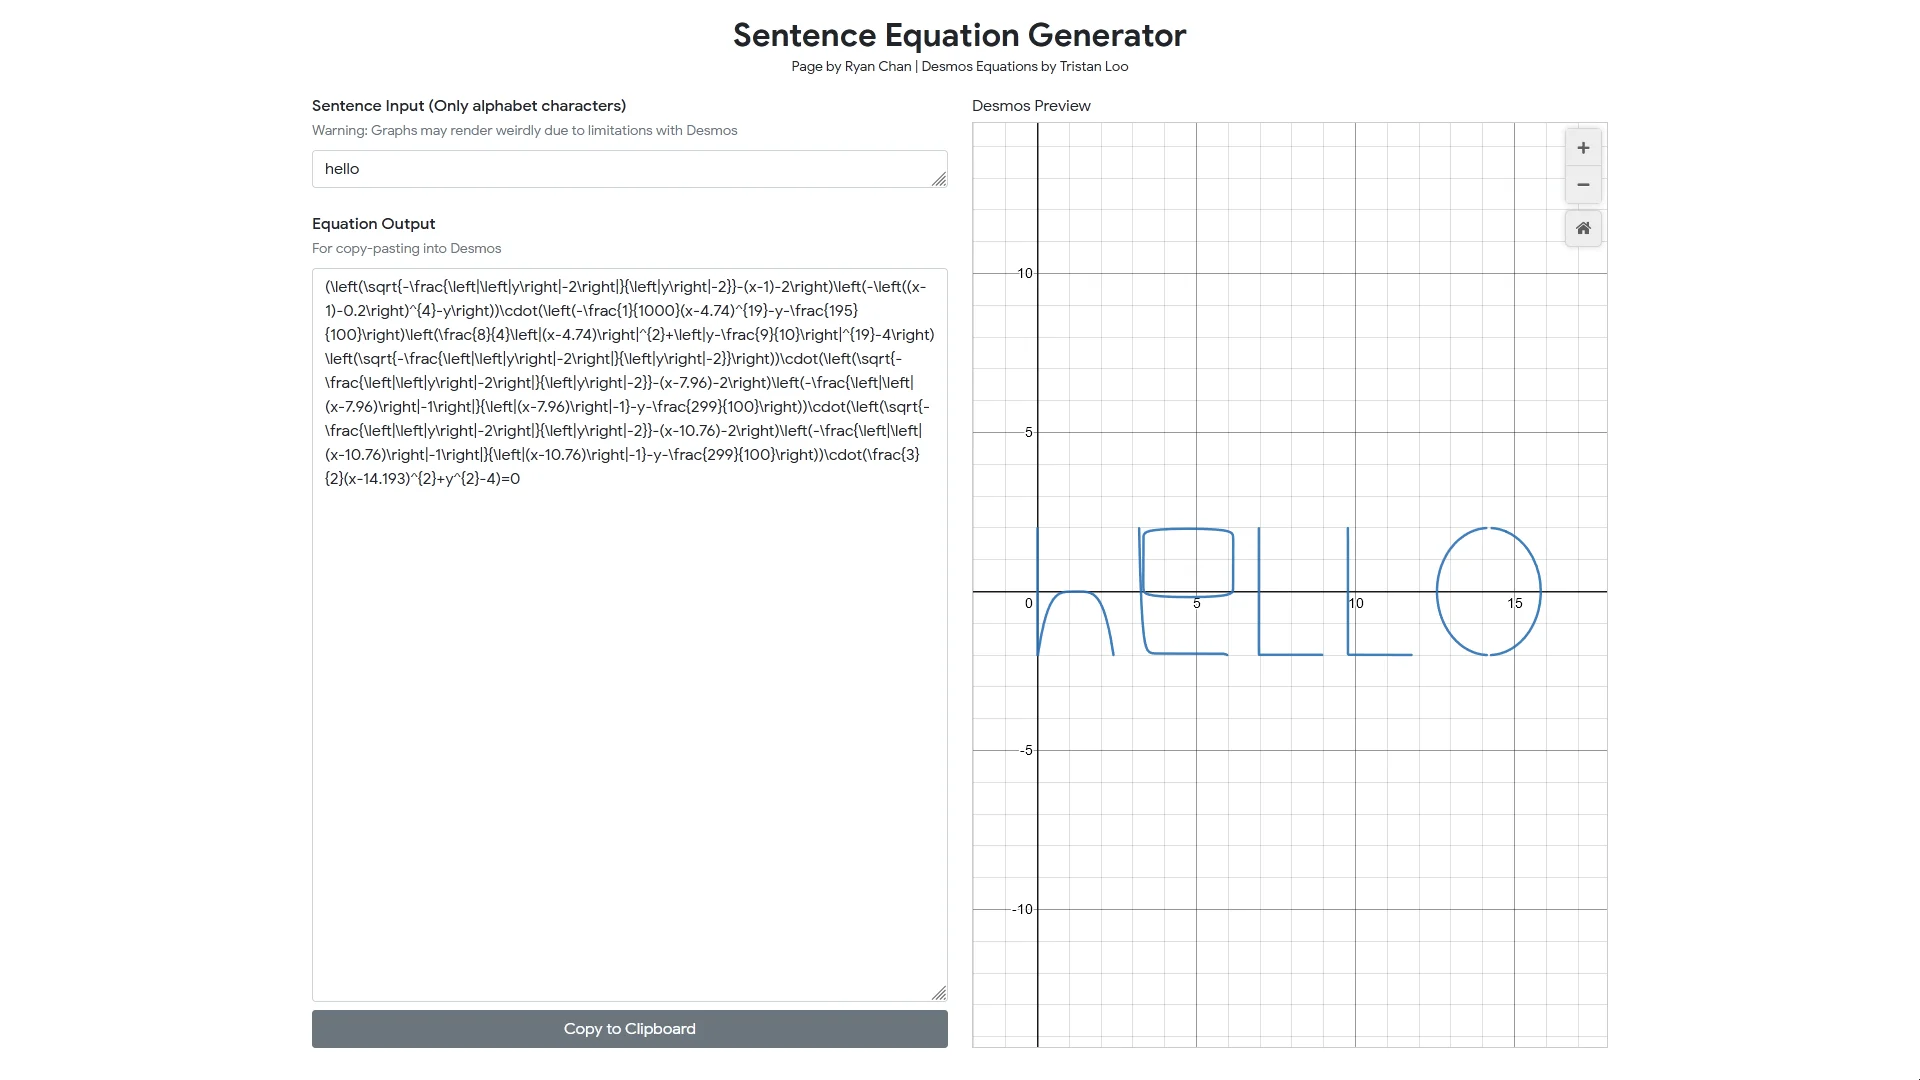 Sentence Equation Generator
Page by Ryan Chan | Desmos Equations by Tristan Loo
Sentence Input (Only alphabet characters)
Warning: Graphs may render weirdly due to limitations with Desmos
hello
Equation Output
For copy-pasting into Desmos
(\left(\sqrt{-\frac{\left|\left|y\right|-2\right|}{\left|y\right|-2}}-(x-1)-2\right)\left(-\left((x-
1)-0.2\right)^{4}-y\right))\cdot(\left(-\frac{1}{1000}(x-4.74)^{19}-y-\frac{195}
{100}\right)\left(\frac{8}{4}\left|(x-4.74)\right|^{2}+\left|y-\frac{9}{10}\right|^{19}-4\right)
\left(\sqrt{-\frac{\left|\left|y\right|-2\right|}{\left|y\right|-2}}\right))\cdot(\left(\sqrt{-
\frac{\left|\left|y\right|-2\right|}{\left|y\right|-2}}-(x-7.96)-2\right)\left(-\frac{\left|\left|
(x-7.96)\right|-1\right|}{\left|(x-7.96)\right|-1}-y-\frac{299}{100}\right))\cdot(\left(\sqrt{-
\frac{\left|\left|y\right|-2\right|}{\left|y\right|-2}}-(x-10.76)-2\right)\left(-\frac{\left|\left|
(x-10.76)\right|-1\right|}{\left|(x-10.76)\right|-1}-y-\frac{299}{100}\right))\cdot(\frac{3}
{2}(x-14.193)^{2}+y^{2}-4)=0
Copy to Clipboard
Desmos Preview
+
−
10
5
hELLO
0 5 10 15
-5
-10